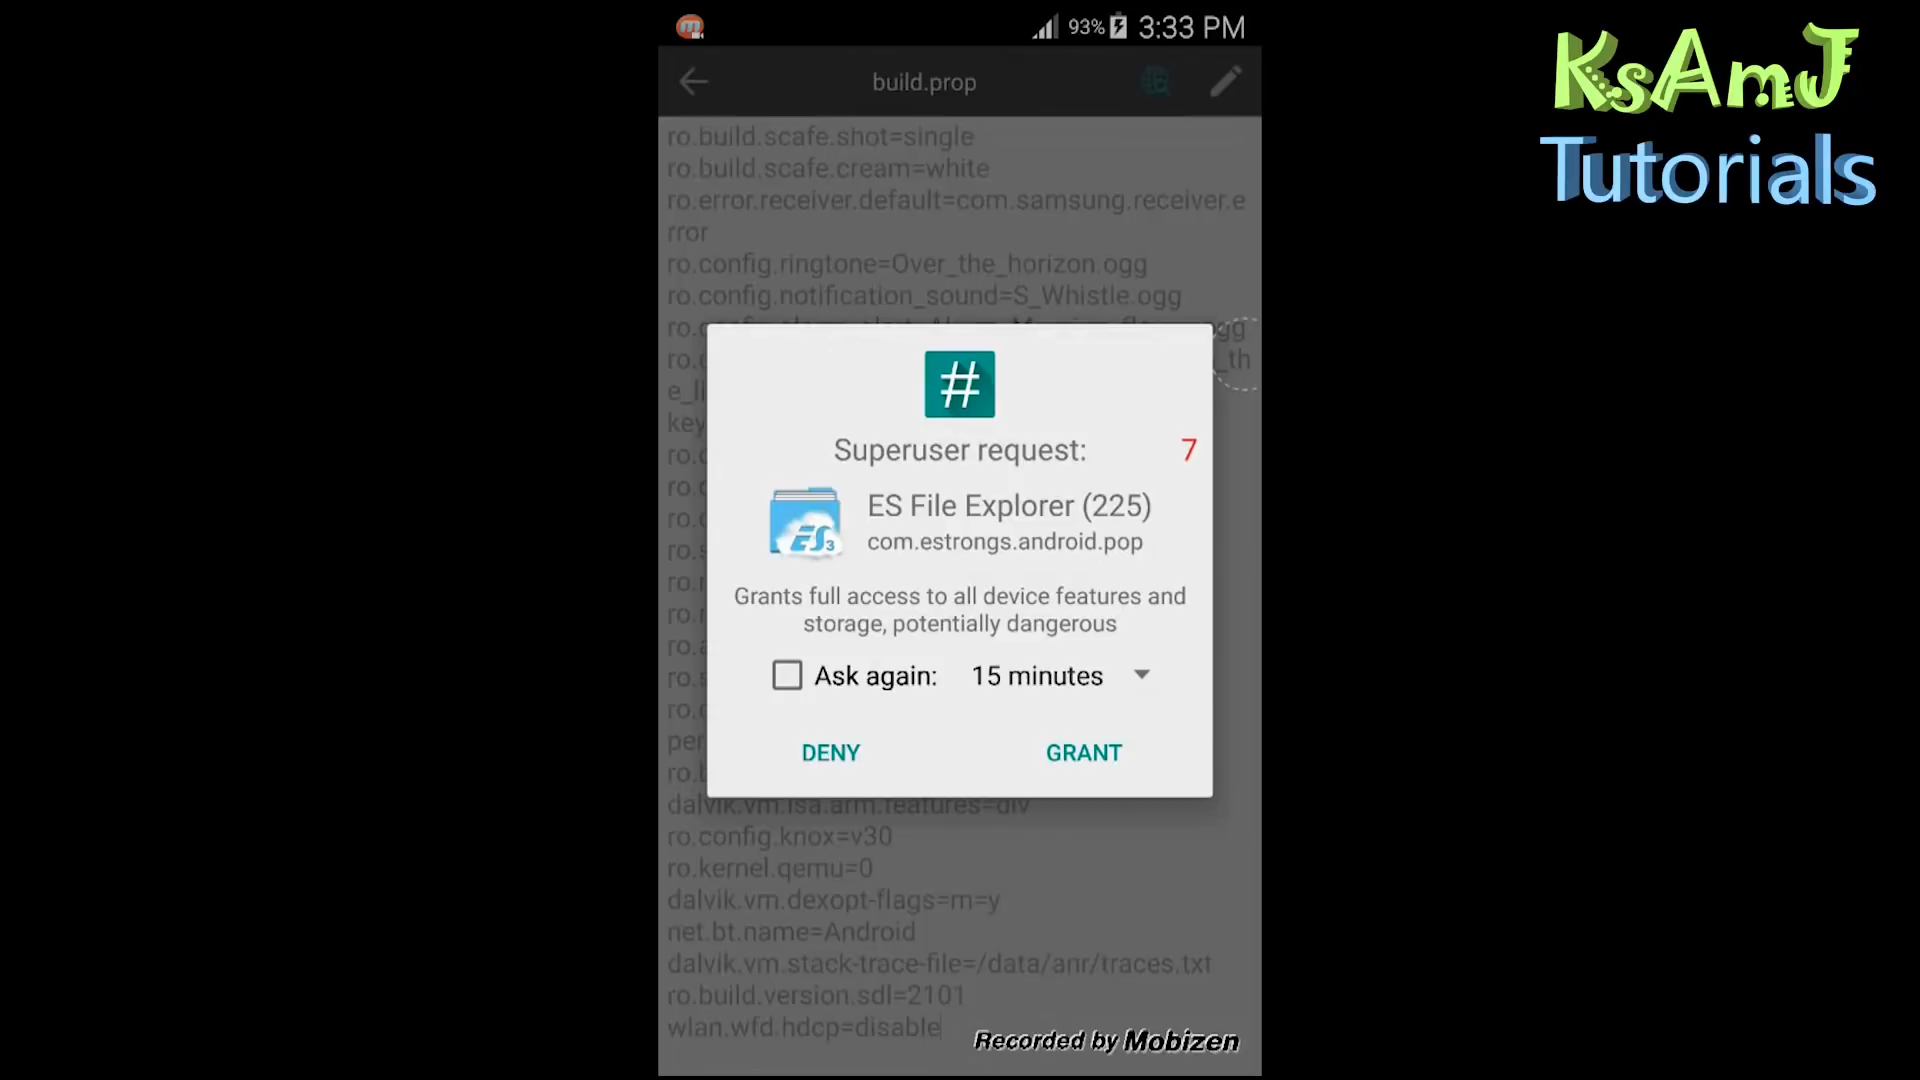 93% 3:33 PM
KsAmJ
Tutorials
build.prop
ro.build.scafe.shot=single
ro.build.scafe.cream=white
ro.error.receiver.default=com.samsung.receiver.e
rror
ro.config.ringtone=Over_the_horizon.ogg
ro.config.notification_sound=S_Whistle.ogg
#
Superuser request: 7
ES File Explorer (225)
com.estrongs.android.pop
Grants full access to all device features and
storage, potentially dangerous
Ask again: 15 minutes
DENY GRANT
dalvik.vm.isa.arm.features=div
ro.config.knox=v30
ro.kernel.qemu=0
dalvik.vm.dexopt-flags=m=y
net.bt.name=Android
dalvik.vm.stack-trace-file=/data/anr/traces.txt
ro.build.version.sdl=2101
wlan.wfd.hdcp=disable
Recorded by Mobizen